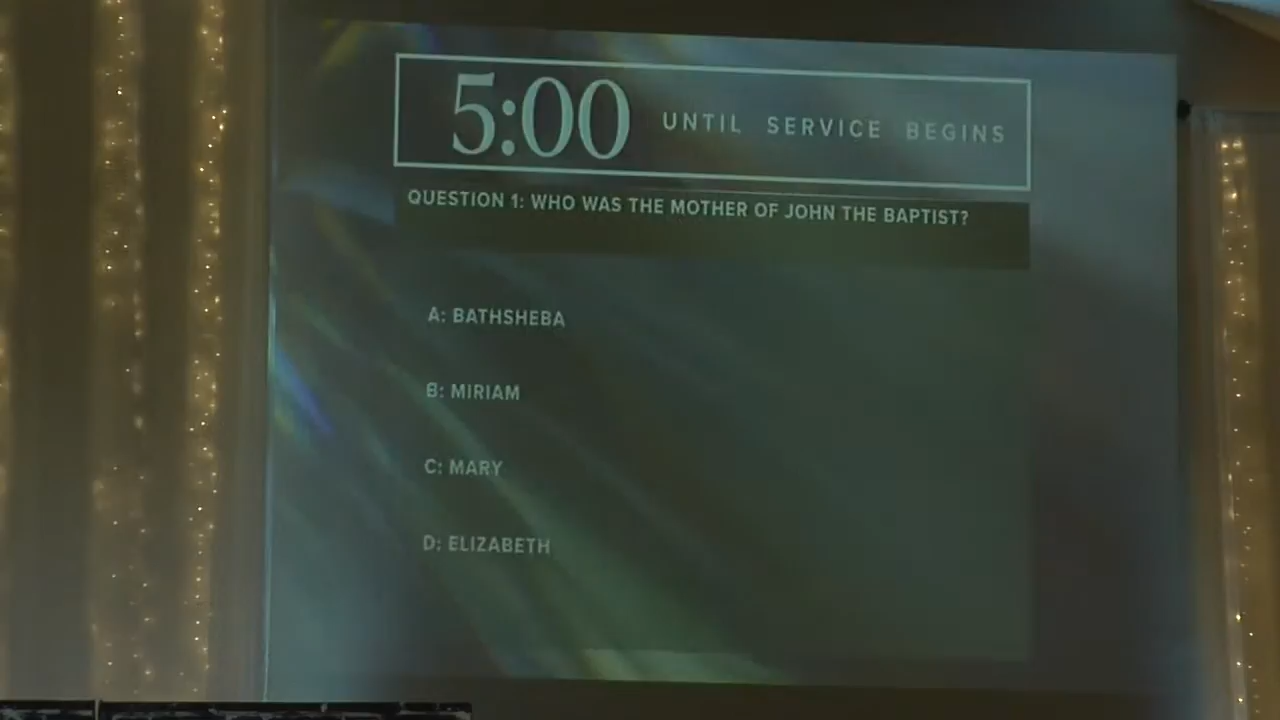 5:00 UNTIL SERVICE BEGINS
QUESTION 1: WHO WAS THE MOTHER OF JOHN THE BAPTIST?
A: BATHSHEBA
B: MIRIAM
C: MARY
D: ELIZABETH